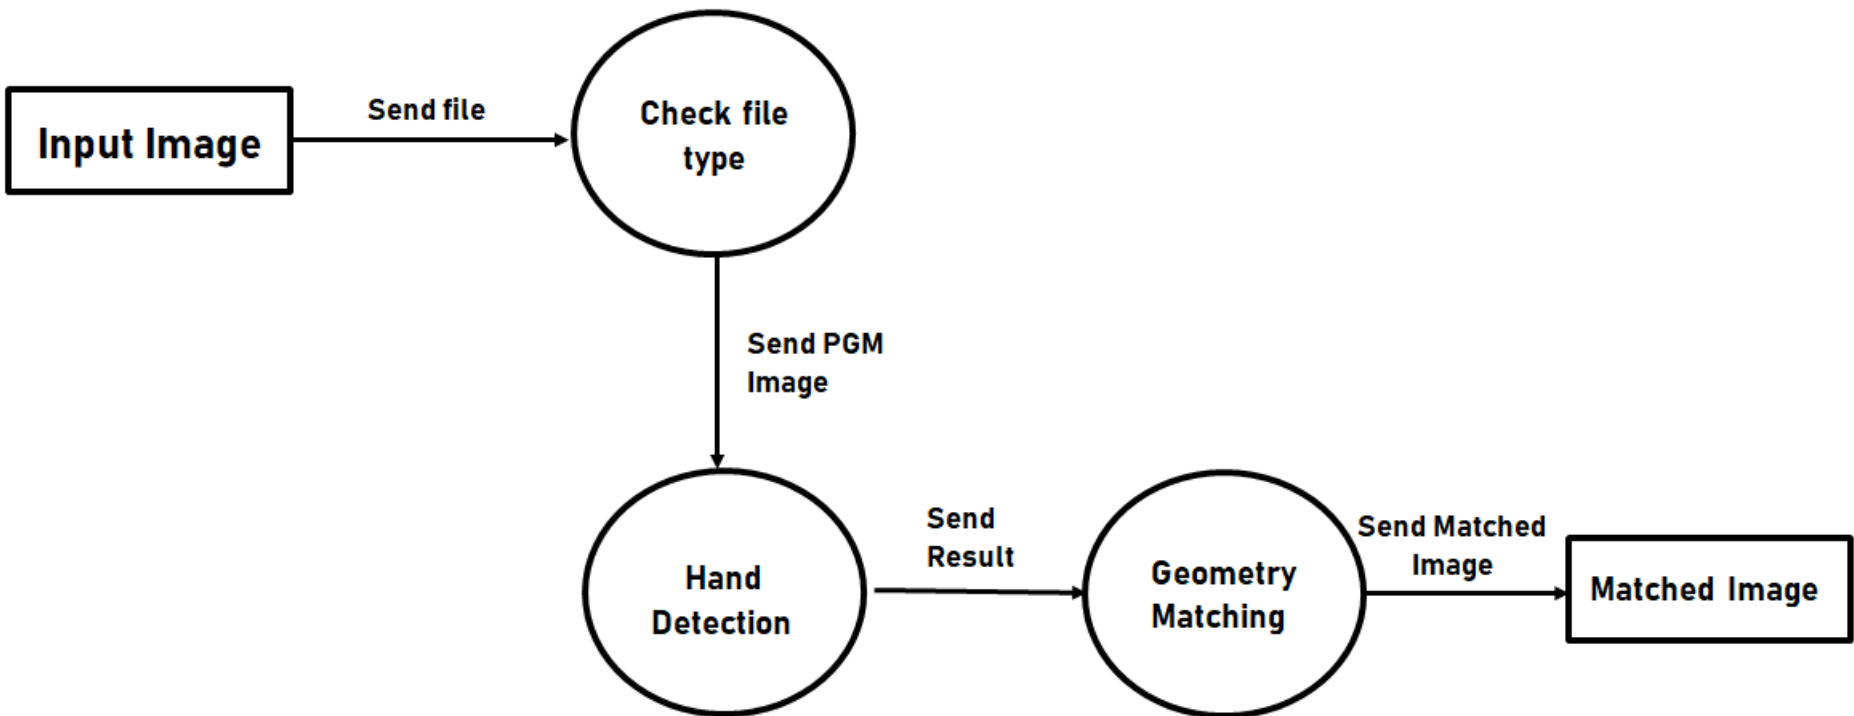 Input Image
Send file
Check file
type
Send PGM
Image
Hand
Detection
Send
Result
Geometry
Matching
Send Matched
Image
Matched Image